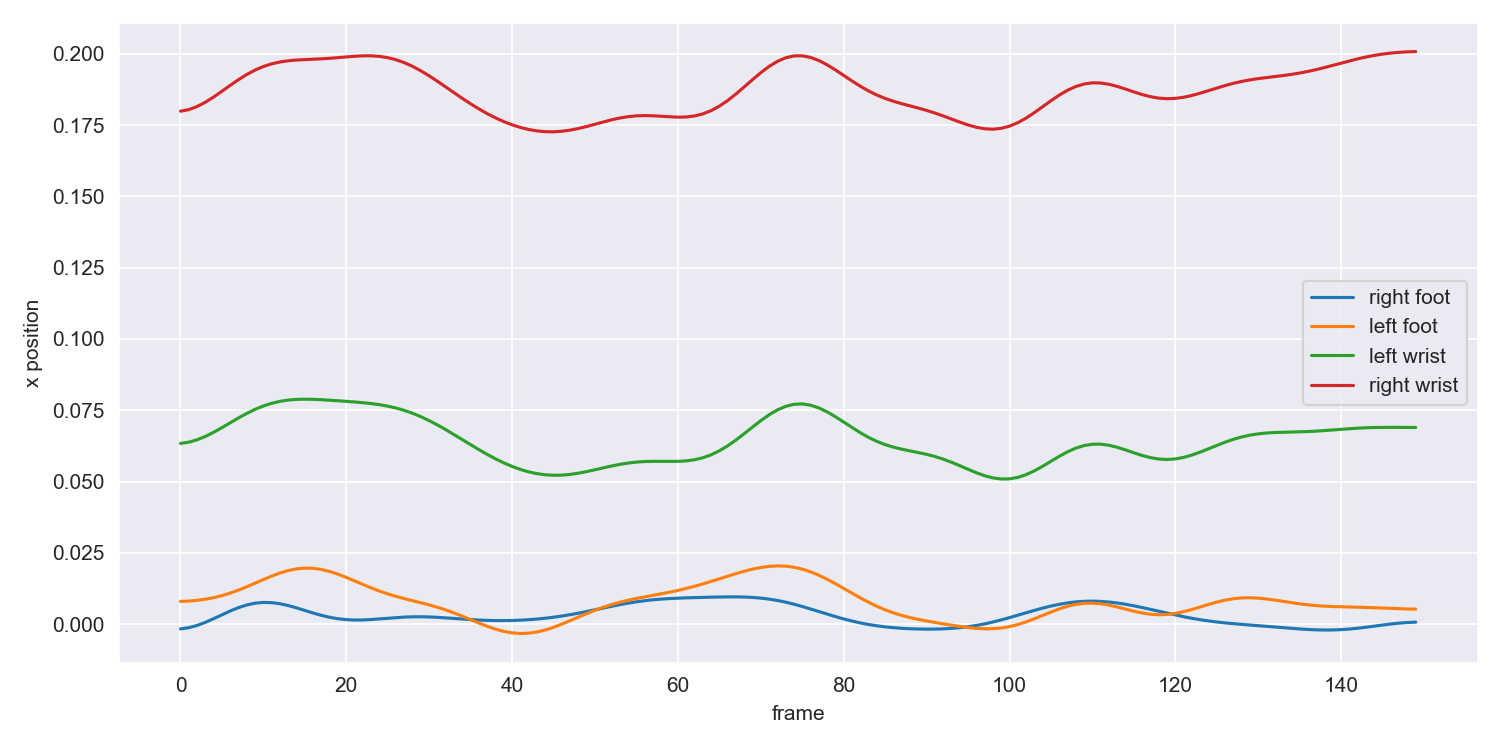 0.200
0.175
0.150
0.125
0.100
0.075
0.050
0.025
0.000
x position
right foot
left foot
left wrist
right wrist
0 20 40 60 80 100 120 140
frame